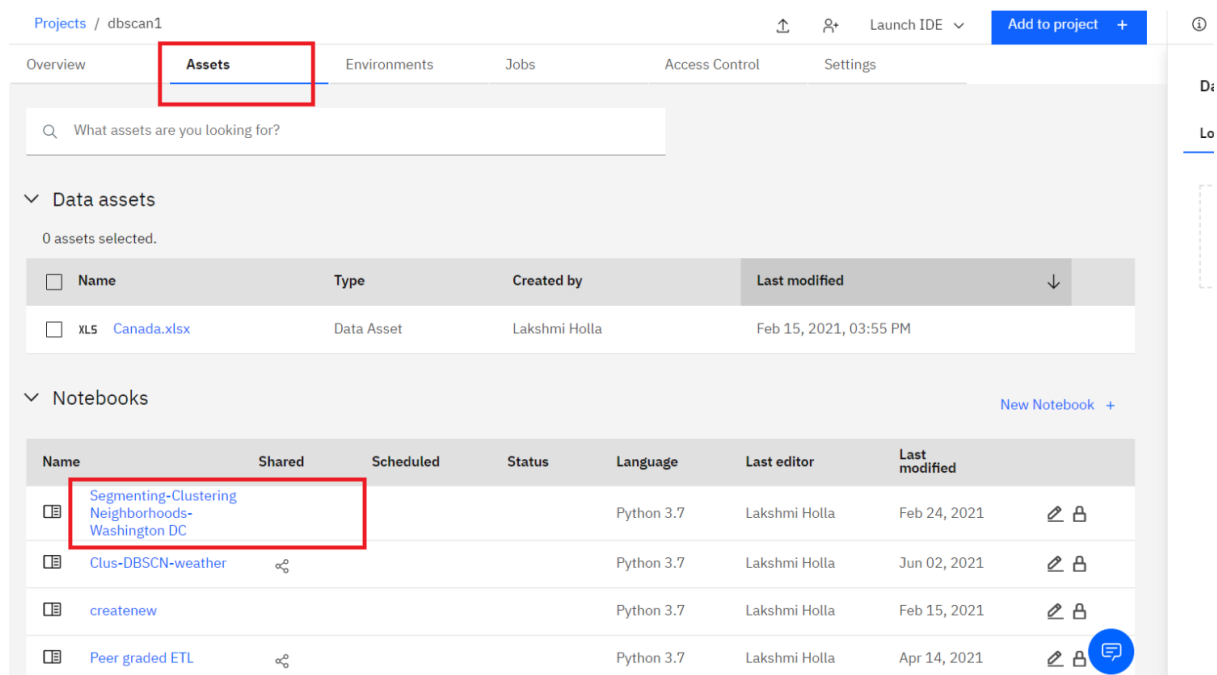 Projects / dbscan1
Launch IDE
Add to project +
Overview
Assets
Environments
Jobs
Access Control
Settings
Da
What assets are you looking for?
Lo
Data assets
0 assets selected.
Name Type Created by Last modified
XLS Canada.xlsx Data Asset Lakshmi Holla Feb 15, 2021, 03:55 PM
Notebooks
New Notebook +
Name Shared Scheduled Status Language Last editor Last modified
Segmenting-Clustering
Neighborhoods-
Washington DC
Python 3.7 Lakshmi Holla Feb 24, 2021
Clus-DBSCN-weather Python 3.7 Lakshmi Holla Jun 02, 2021
createnew Python 3.7 Lakshmi Holla Feb 15, 2021
Peer graded ETL Python 3.7 Lakshmi Holla Apr 14, 2021